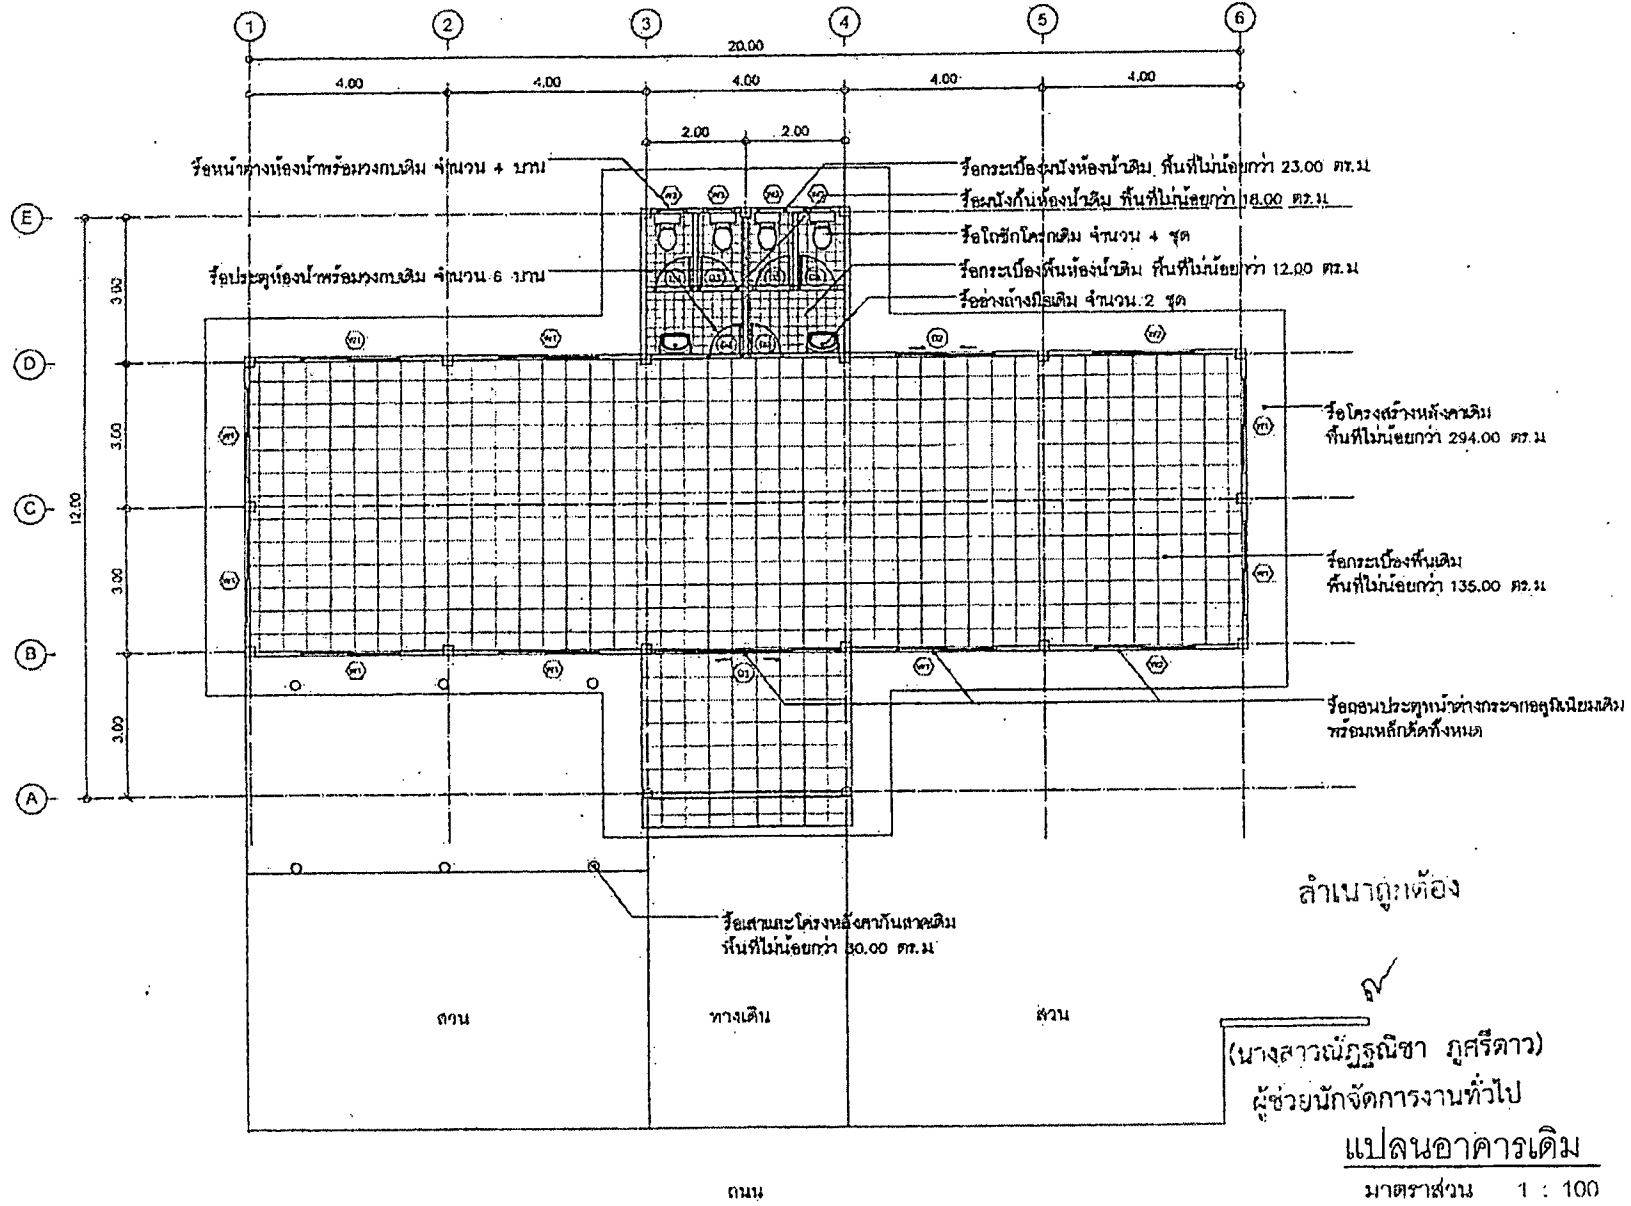 1 2 3 4 5 6
20.00
4.00 4.00 4.00 4.00 4.00
2.00 2.00
รื้อหน้าต่างห้องน้ำพร้อมวงกบเดิม จำนวน 4 บาน
รื้อกระเบื้องผนังห้องน้ำเดิม พื้นที่ไม่น้อยกว่า 23.00 ตร.ม
รื้อผนังกั้นห้องน้ำเดิม พื้นที่ไม่น้อยกว่า 18.00 ตร.ม
E
รื้อโถชักโครกเดิม จำนวน 4 ชุด
รื้อประตูห้องน้ำพร้อมวงกบเดิม จำนวน 6 บาน
รื้อกระเบื้องพื้นห้องน้ำเดิม พื้นที่ไม่น้อยกว่า 12.00 ตร.ม
3.00
รื้ออ่างล้างมือเดิม จำนวน 2 ชุด
W1 W1 D2 W2
D
รื้อโครงสร้างหลังคาเดิม
พื้นที่ไม่น้อยกว่า 294.00 ตร.ม
3.00
W1 W1
C
12.00
รื้อกระเบื้องพื้นเดิม
พื้นที่ไม่น้อยกว่า 135.00 ตร.ม
3.00
W1 W1
B
W1 W1 D1 W1 W2
รื้อถอนประตูหน้าต่างกระจกอลูมิเนียมเดิม
พร้อมเหล็กดัดทั้งหมด
3.00
A
สำเนาถูกต้อง
รื้อเสาและโครงหลังคากันสาดเดิม
พื้นที่ไม่น้อยกว่า 30.00 ตร.ม
สวน ทางเดิน สวน
(นางสาวณัฏฐณิชา ภูศรีดาว)
ผู้ช่วยนักจัดการงานทั่วไป
แปลนอาคารเดิม
มาตราส่วน 1 : 100
ถนน